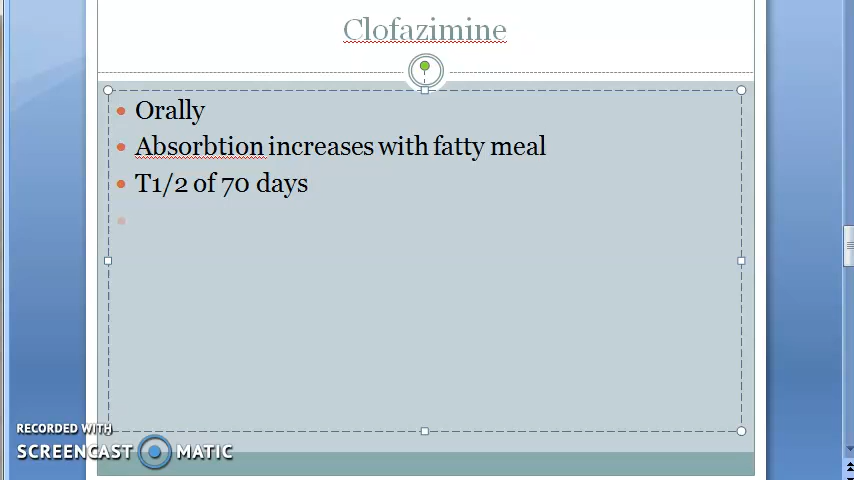 Clofazimine
Orally
Absorbtion increases with fatty meal
T1/2 of 70 days
RECORDED WITH
SCREENCAST MATIC